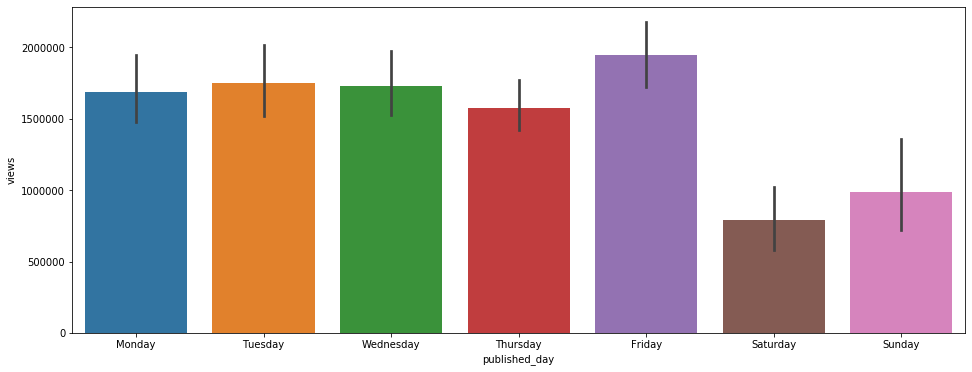 2000000
1500000
1000000
500000
0
views
Monday Tuesday Wednesday Thursday Friday Saturday Sunday
published_day